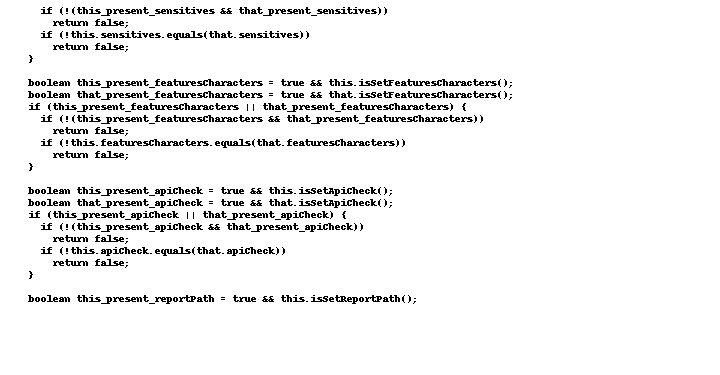 if (!(this_present_sensitives && that_present_sensitives))
return false;
if (!this.sensitives.equals(that.sensitives))
return false;
}
boolean this_present_featuresCharacters = true && this.isSetFeaturesCharacters();
boolean that_present_featuresCharacters = true && that.isSetFeaturesCharacters();
if (this_present_featuresCharacters || that_present_featuresCharacters) {
if (!(this_present_featuresCharacters && that_present_featuresCharacters))
return false;
if (!this.featuresCharacters.equals(that.featuresCharacters))
return false;
}
boolean this_present_apiCheck = true && this.isSetApiCheck();
boolean that_present_apiCheck = true && that.isSetApiCheck();
if (this_present_apiCheck || that_present_apiCheck) {
if (!(this_present_apiCheck && that_present_apiCheck))
return false;
if (!this.apiCheck.equals(that.apiCheck))
return false;
}
boolean this_present_reportPath = true && this.isSetReportPath();